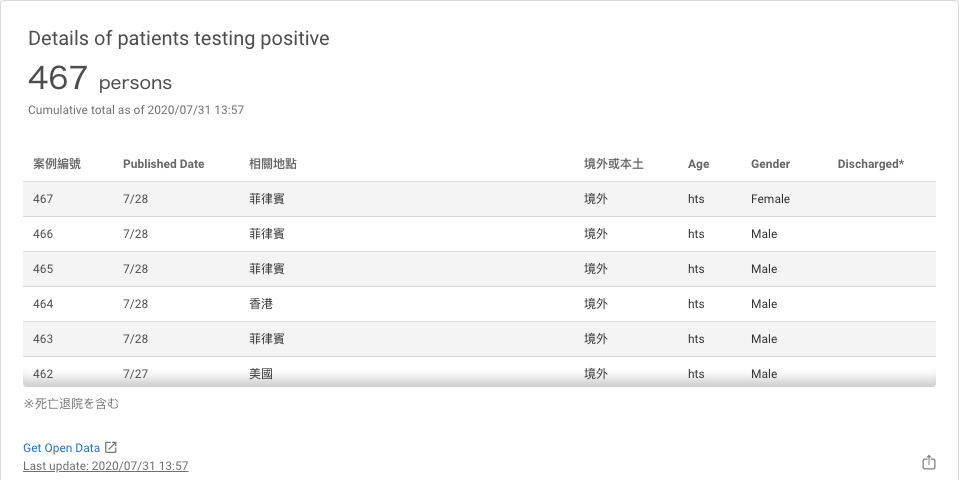 Details of patients testing positive
467 persons
Cumulative total as of 2020/07/31 13:57
案例編號 Published Date 相關地點 境外或本土 Age Gender Discharged*
467 7/28 菲律賓 境外 hts Female
466 7/28 菲律賓 境外 hts Male
465 7/28 菲律賓 境外 hts Male
464 7/28 香港 境外 hts Male
463 7/28 菲律賓 境外 hts Male
462 7/27 美國 境外 hts Male
※死亡退院を含む
Get Open Data
Last update: 2020/07/31 13:57